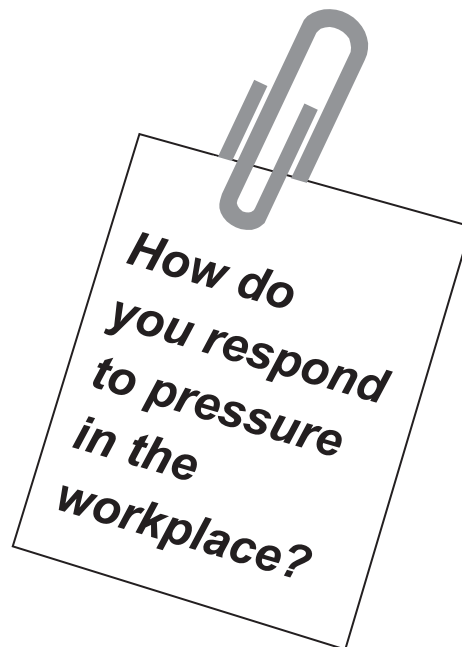 How do
you respond
to pressure
in the
workplace?